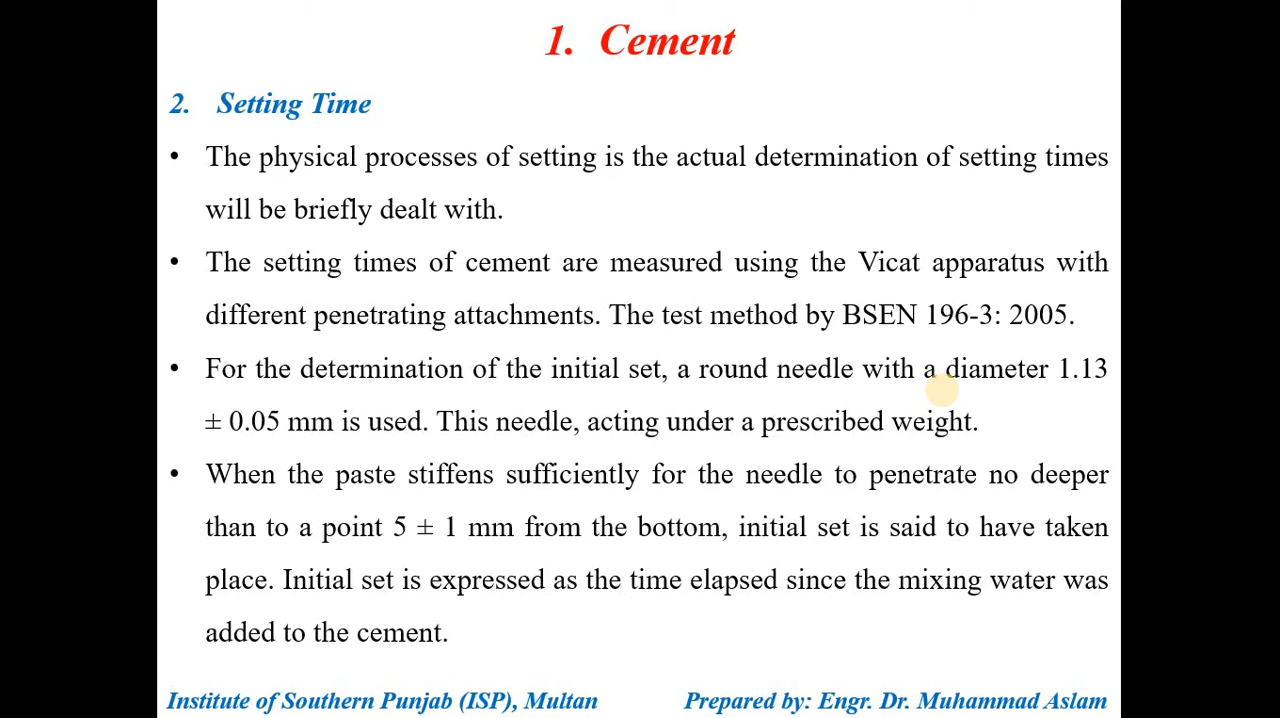 1. Cement
2. Setting Time
• The physical processes of setting is the actual determination of setting times
will be briefly dealt with.
• The setting times of cement are measured using the Vicat apparatus with
different penetrating attachments. The test method by BSEN 196-3: 2005.
• For the determination of the initial set, a round needle with a diameter 1.13
± 0.05 mm is used. This needle, acting under a prescribed weight.
• When the paste stiffens sufficiently for the needle to penetrate no deeper
than to a point 5 ± 1 mm from the bottom, initial set is said to have taken
place. Initial set is expressed as the time elapsed since the mixing water was
added to the cement.
Institute of Southern Punjab (ISP), Multan Prepared by: Engr. Dr. Muhammad Aslam